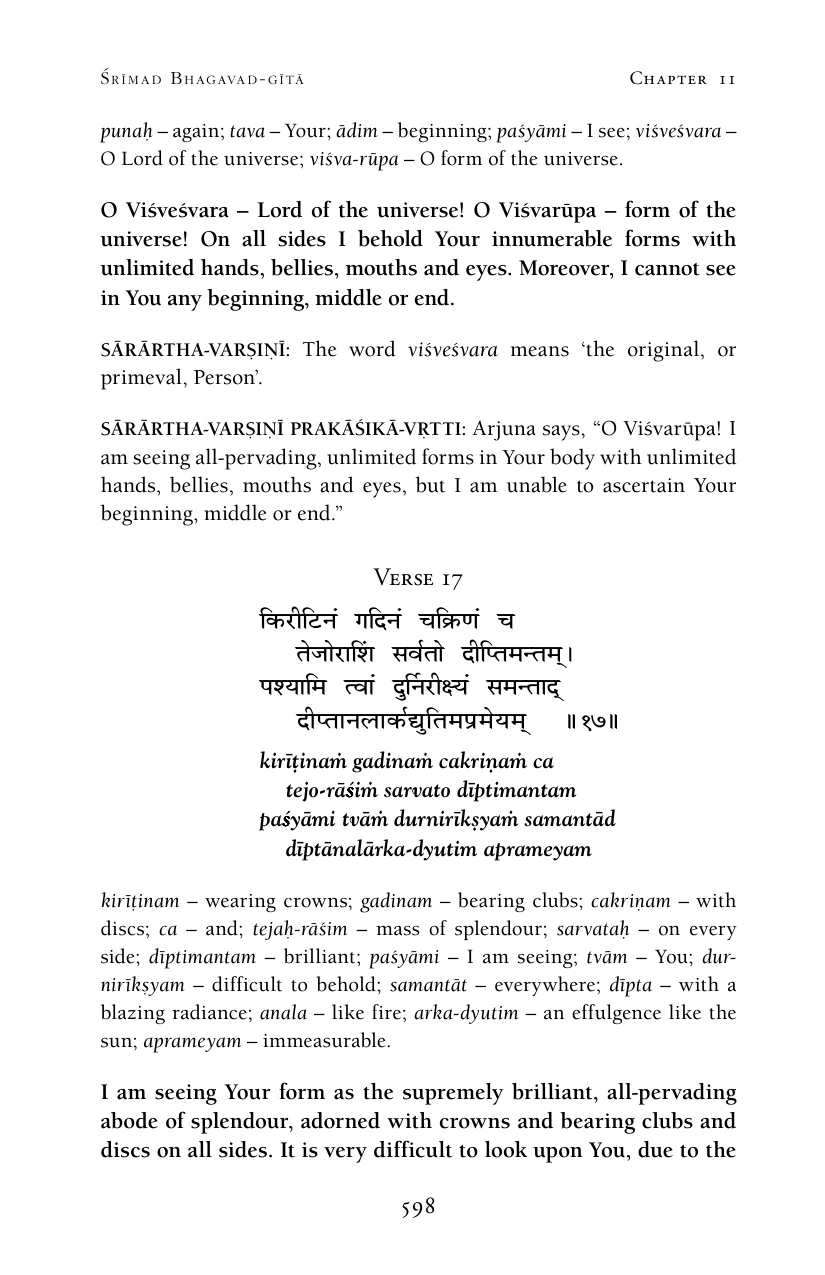 Śrīmad Bhagavad-gītā Chapter 11
punaḥ – again; tava – Your; ādim – beginning; paśyāmi – I see; viśveśvara –
O Lord of the universe; viśva-rūpa – O form of the universe.
O Viśveśvara – Lord of the universe! O Viśvarūpa – form of the
universe! On all sides I behold Your innumerable forms with
unlimited hands, bellies, mouths and eyes. Moreover, I cannot see
in You any beginning, middle or end.
SĀRĀRTHA-VARṢIṆĪ: The word viśveśvara means ‘the original, or
primeval, Person’.
SĀRĀRTHA-VARṢIṆĪ PRAKĀŚIKĀ-VṚTTI: Arjuna says, “O Viśvarūpa! I
am seeing all-pervading, unlimited forms in Your body with unlimited
hands, bellies, mouths and eyes, but I am unable to ascertain Your
beginning, middle or end.”
Verse 17
किरीटिनं गदिनं चक्रिणं च
तेजोराशिं सर्वतो दीप्तिमन्तम्।
पश्यामि त्वां दुर्निरीक्ष्यं समन्ताद्
दीप्तानलार्कद्युतिमप्रमेयम् ॥१७॥
kirīṭinaṁ gadinaṁ cakriṇaṁ ca
tejo-rāśiṁ sarvato dīptimantam
paśyāmi tvāṁ durnirīkṣyaṁ samantād
dīptānalārka-dyutim aprameyam
kirīṭinam – wearing crowns; gadinam – bearing clubs; cakriṇam – with
discs; ca – and; tejaḥ-rāśim – mass of splendour; sarvataḥ – on every
side; dīptimantam – brilliant; paśyāmi – I am seeing; tvām – You; dur-
nirīkṣyam – difficult to behold; samantāt – everywhere; dīpta – with a
blazing radiance; anala – like fire; arka-dyutim – an effulgence like the
sun; aprameyam – immeasurable.
I am seeing Your form as the supremely brilliant, all-pervading
abode of splendour, adorned with crowns and bearing clubs and
discs on all sides. It is very difficult to look upon You, due to the
598